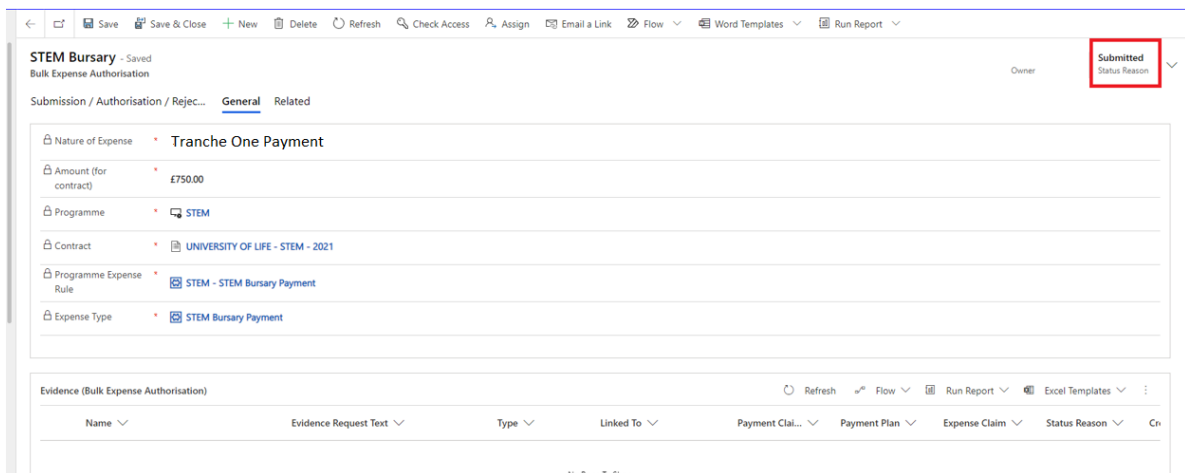 Save Save & Close New Delete Refresh Check Access Assign Email a Link Flow Word Templates Run Report
STEM Bursary - Saved
Bulk Expense Authorisation
Owner
Submitted
Status Reason
Submission / Authorisation / Rejec... General Related
Nature of Expense * Tranche One Payment
Amount (for contract) * £750.00
Programme * STEM
Contract * UNIVERSITY OF LIFE - STEM - 2021
Programme Expense Rule * STEM - STEM Bursary Payment
Expense Type * STEM Bursary Payment
Evidence (Bulk Expense Authorisation) Refresh Flow Run Report Excel Templates
Name Evidence Request Text Type Linked To Payment Clai... Payment Plan Expense Claim Status Reason Cre